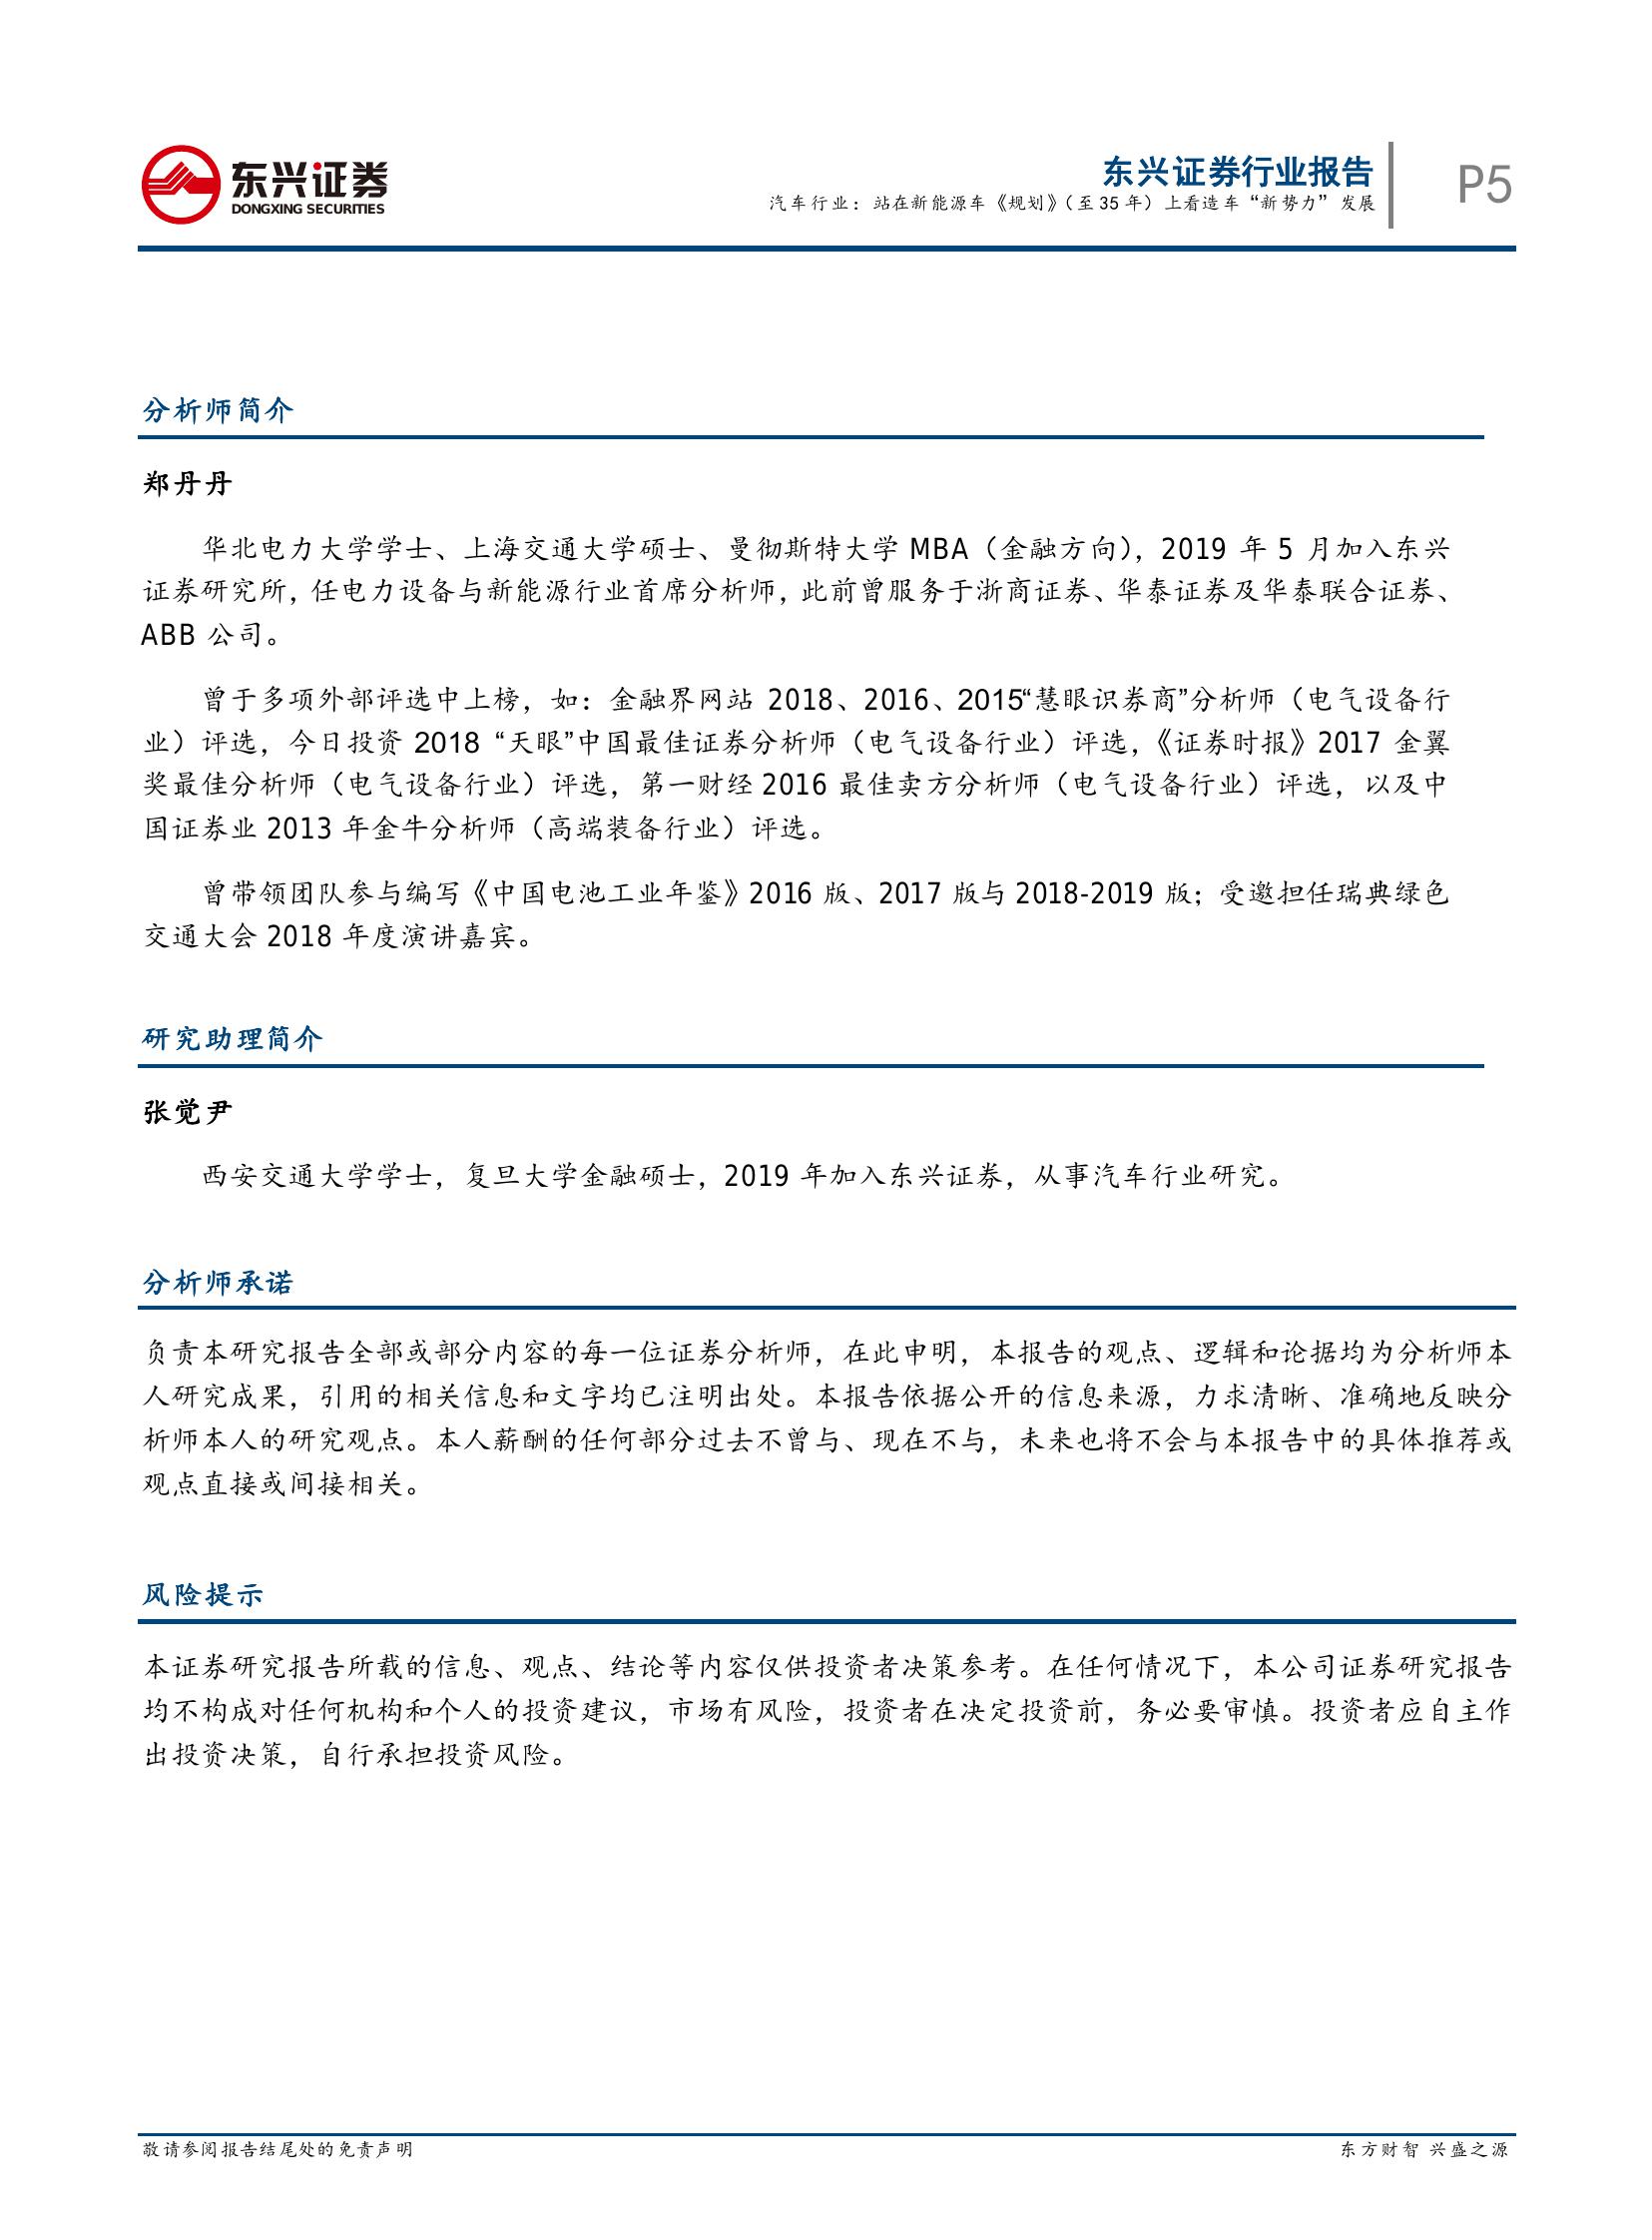 东兴证券
DONGXING SECURITIES
东兴证券行业报告
汽车行业：站在新能源车《规划》（至 35 年）上看造车“新势力”发展
P5
分析师简介
郑丹丹
华北电力大学学士、上海交通大学硕士、曼彻斯特大学 MBA（金融方向），2019 年 5 月加入东兴
证券研究所，任电力设备与新能源行业首席分析师，此前曾服务于浙商证券、华泰证券及华泰联合证券、
ABB 公司。
曾于多项外部评选中上榜，如：金融界网站 2018、2016、2015“慧眼识券商”分析师（电气设备行
业）评选，今日投资 2018 “天眼”中国最佳证券分析师（电气设备行业）评选，《证券时报》2017 金翼
奖最佳分析师（电气设备行业）评选，第一财经 2016 最佳卖方分析师（电气设备行业）评选，以及中
国证券业 2013 年金牛分析师（高端装备行业）评选。
曾带领团队参与编写《中国电池工业年鉴》2016 版、2017 版与 2018-2019 版；受邀担任瑞典绿色
交通大会 2018 年度演讲嘉宾。
研究助理简介
张觉尹
西安交通大学学士，复旦大学金融硕士，2019 年加入东兴证券，从事汽车行业研究。
分析师承诺
负责本研究报告全部或部分内容的每一位证券分析师，在此申明，本报告的观点、逻辑和论据均为分析师本
人研究成果，引用的相关信息和文字均已注明出处。本报告依据公开的信息来源，力求清晰、准确地反映分
析师本人的研究观点。本人薪酬的任何部分过去不曾与、现在不与，未来也将不会与本报告中的具体推荐或
观点直接或间接相关。
风险提示
本证券研究报告所载的信息、观点、结论等内容仅供投资者决策参考。在任何情况下，本公司证券研究报告
均不构成对任何机构和个人的投资建议，市场有风险，投资者在决定投资前，务必要审慎。投资者应自主作
出投资决策，自行承担投资风险。
敬请参阅报告结尾处的免责声明
东方财智 兴盛之源